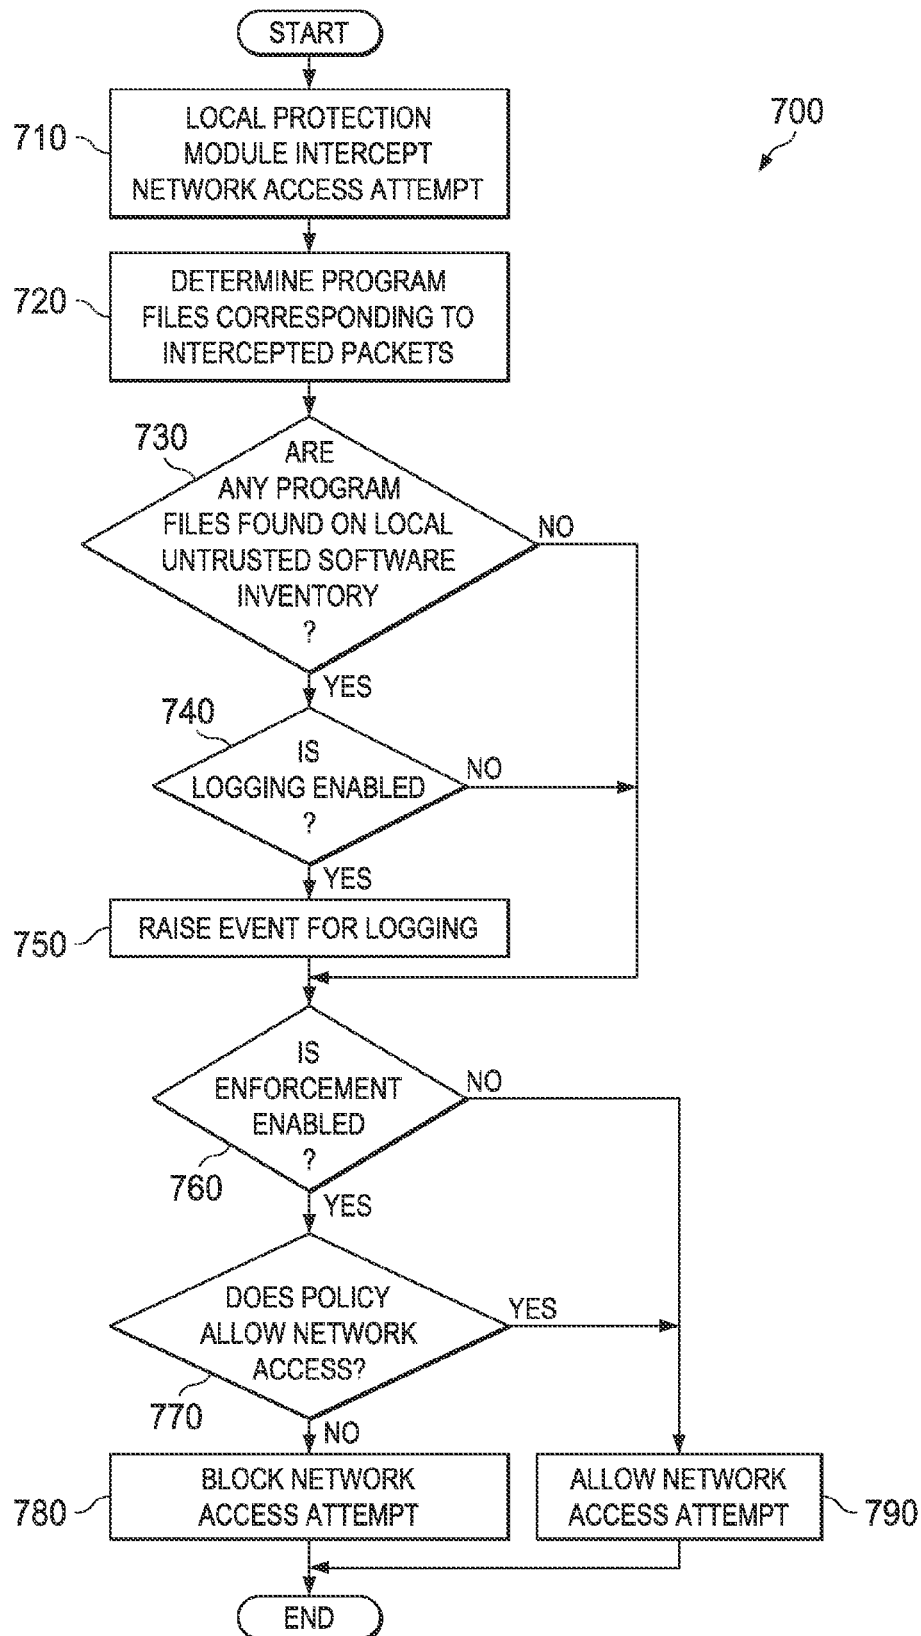 START
700
710
LOCAL PROTECTION
MODULE INTERCEPT
NETWORK ACCESS ATTEMPT
720
DETERMINE PROGRAM
FILES CORRESPONDING TO
INTERCEPTED PACKETS
730
ARE
ANY PROGRAM
FILES FOUND ON LOCAL
UNTRUSTED SOFTWARE
INVENTORY
?
NO
YES
740
IS
LOGGING ENABLED
?
NO
YES
750
RAISE EVENT FOR LOGGING
IS
ENFORCEMENT
ENABLED
?
NO
760
YES
DOES POLICY
ALLOW NETWORK
ACCESS?
YES
770
NO
780
BLOCK NETWORK
ACCESS ATTEMPT
ALLOW NETWORK
ACCESS ATTEMPT
790
END